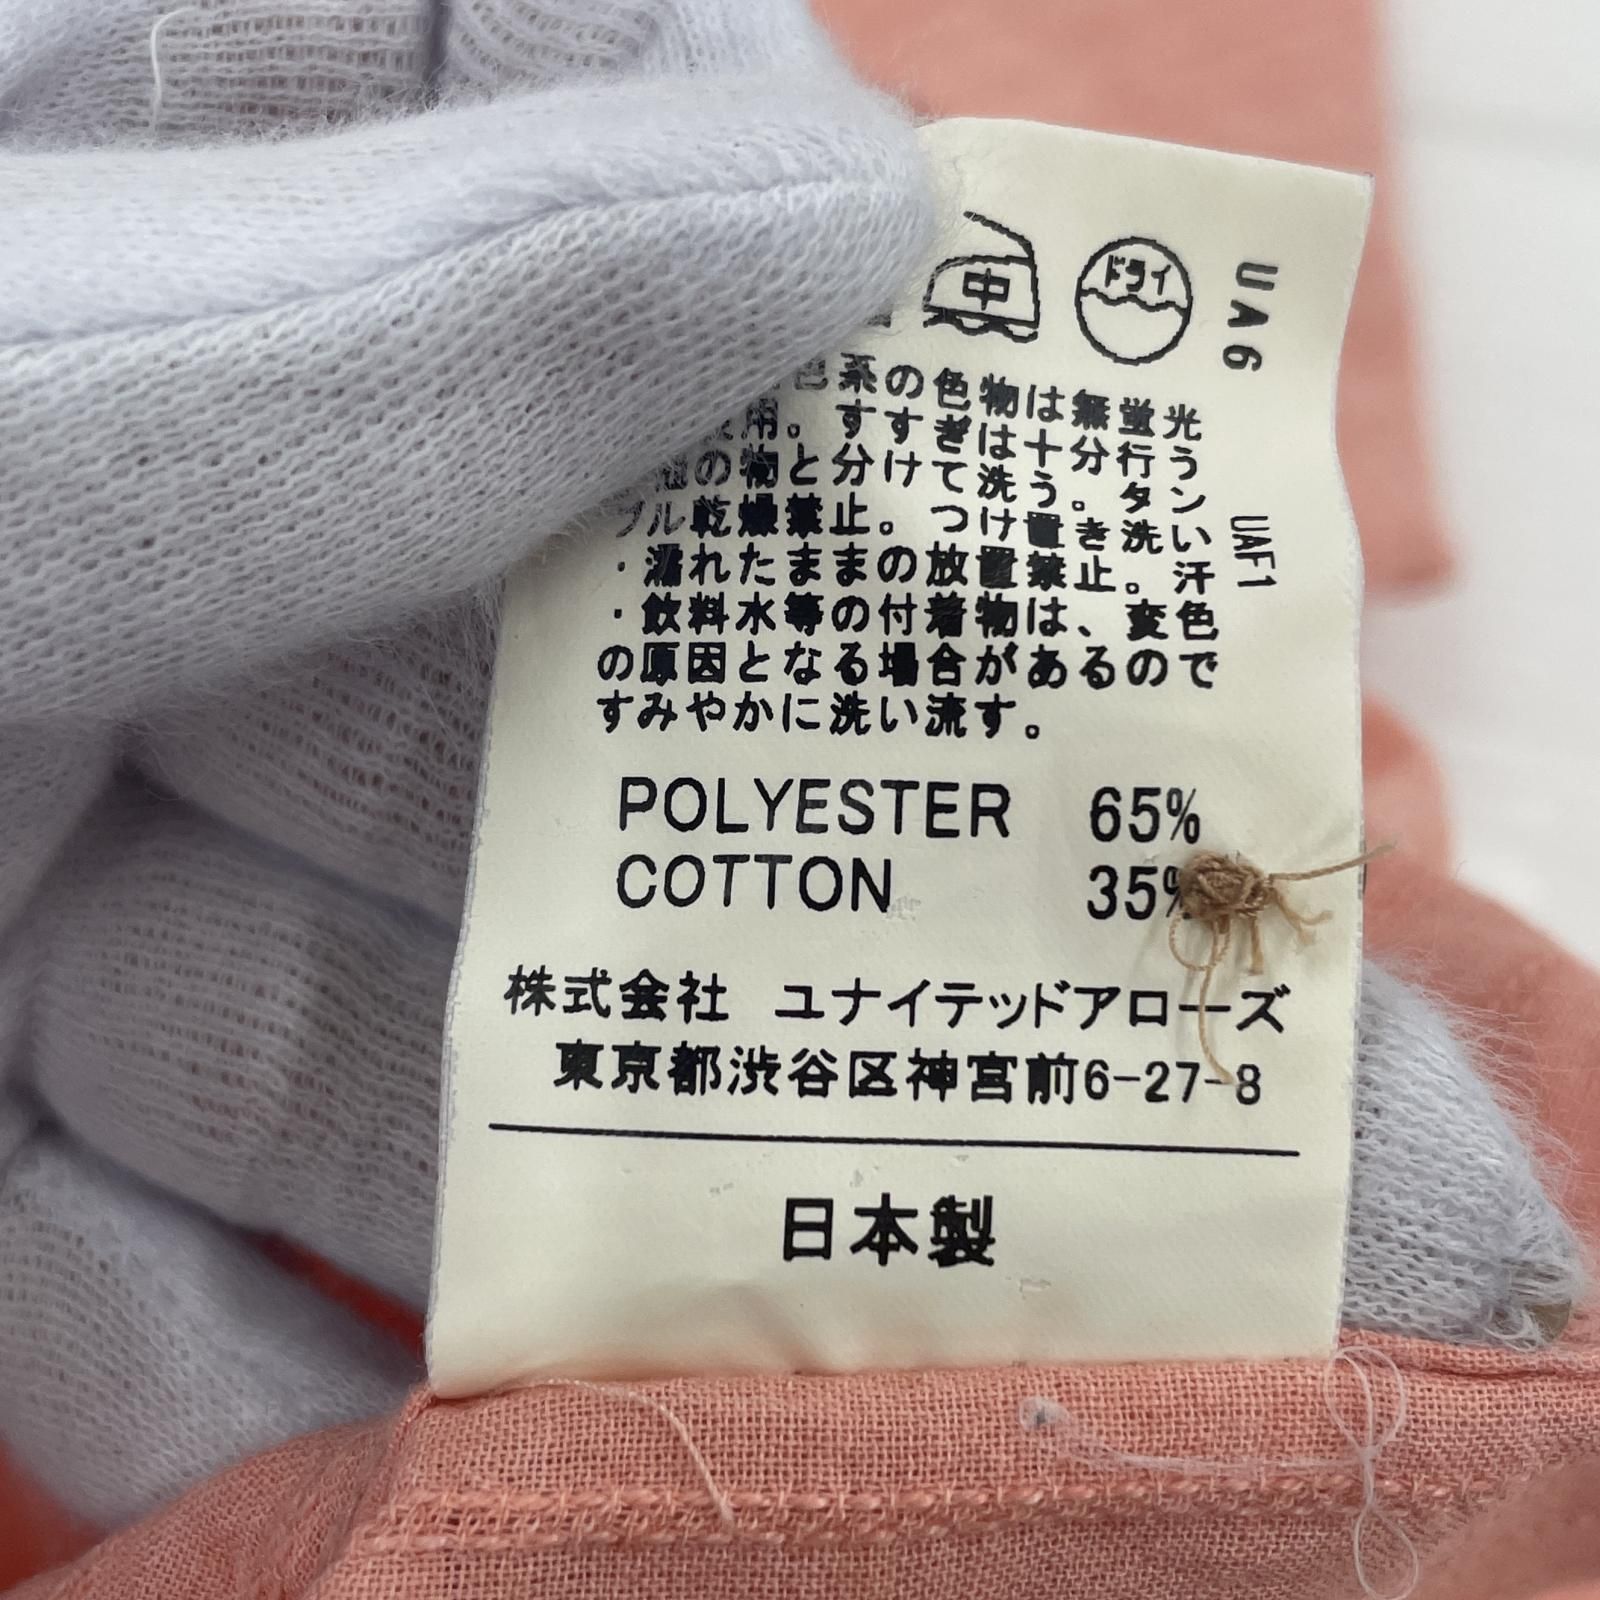 中 ドライ
UA6
色系の色物は無蛍光
用。すすぎは十分行う
の物と分けて洗う。タン
ブル乾燥禁止。つけ置き洗い
・濡れたままの放置禁止。汗
・飲料水等の付着物は、変色
の原因となる場合があるので
すみやかに洗い流す。
UAF1
POLYESTER 65%
COTTON 35%
株式会社 ユナイテッドアローズ
東京都渋谷区神宮前6-27-8
日本製